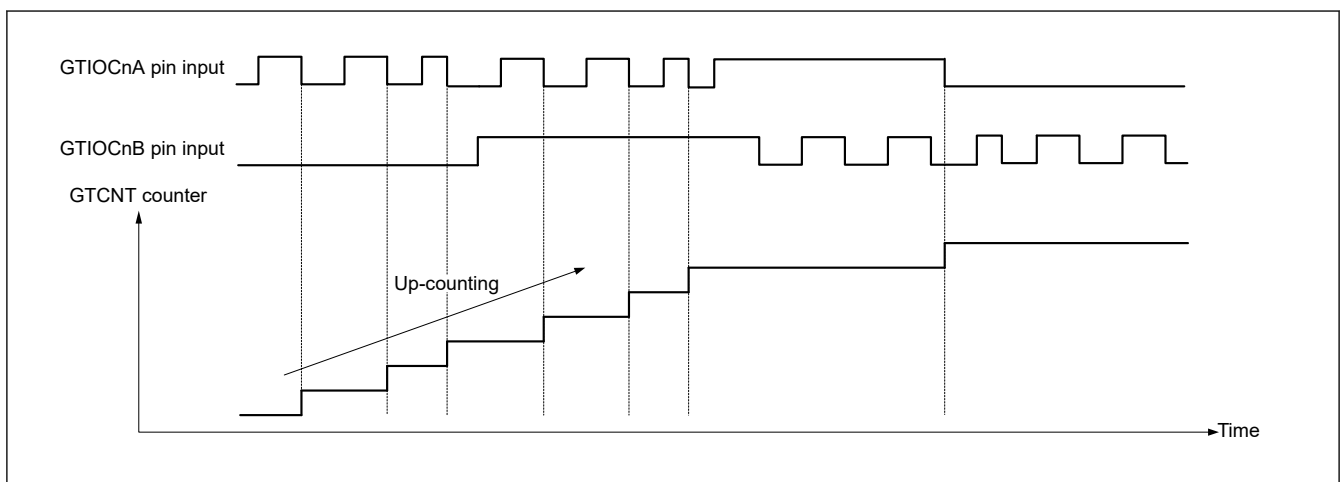 GTIOCnA pin input
GTIOCnB pin input
GTCNT counter
Up-counting
Time